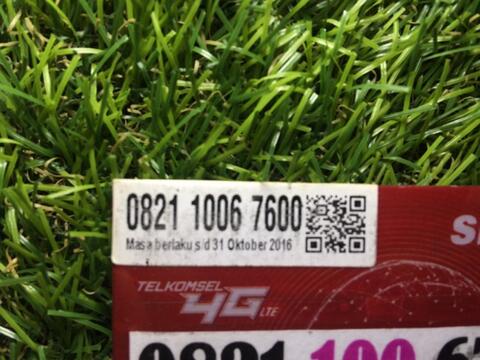 0821 1006 7600
Masa berlaku s/d 31 Oktober 2016
TELKOMSEL
4G LTE
0821 100